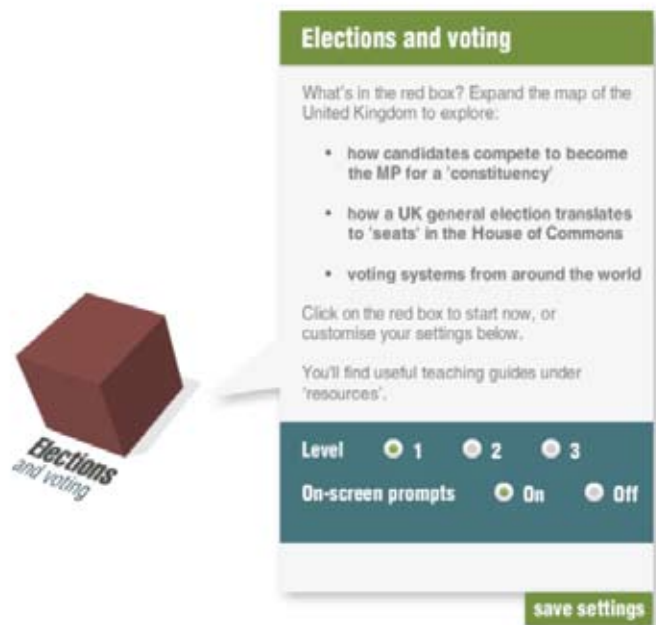 Elections and voting
What's in the red box? Expand the map of the
United Kingdom to explore:
• how candidates compete to become
the MP for a 'constituency'
• how a UK general election translates
to 'seats' in the House of Commons
• voting systems from around the world
Click on the red box to start now, or
customise your settings below.
You'll find useful teaching guides under
'resources'.
Elections
and voting
Level 1 2 3
On-screen prompts On Off
save settings